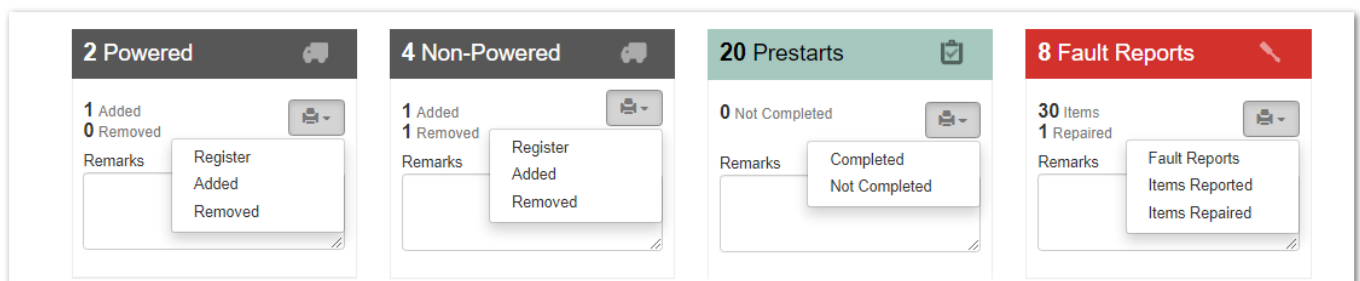 2 Powered
1 Added
0 Removed
Remarks
Register
Added
Removed
4 Non-Powered
1 Added
1 Removed
Remarks
Register
Added
Removed
20 Prestarts
0 Not Completed
Remarks
Completed
Not Completed
8 Fault Reports
30 Items
1 Repaired
Remarks
Fault Reports
Items Reported
Items Repaired